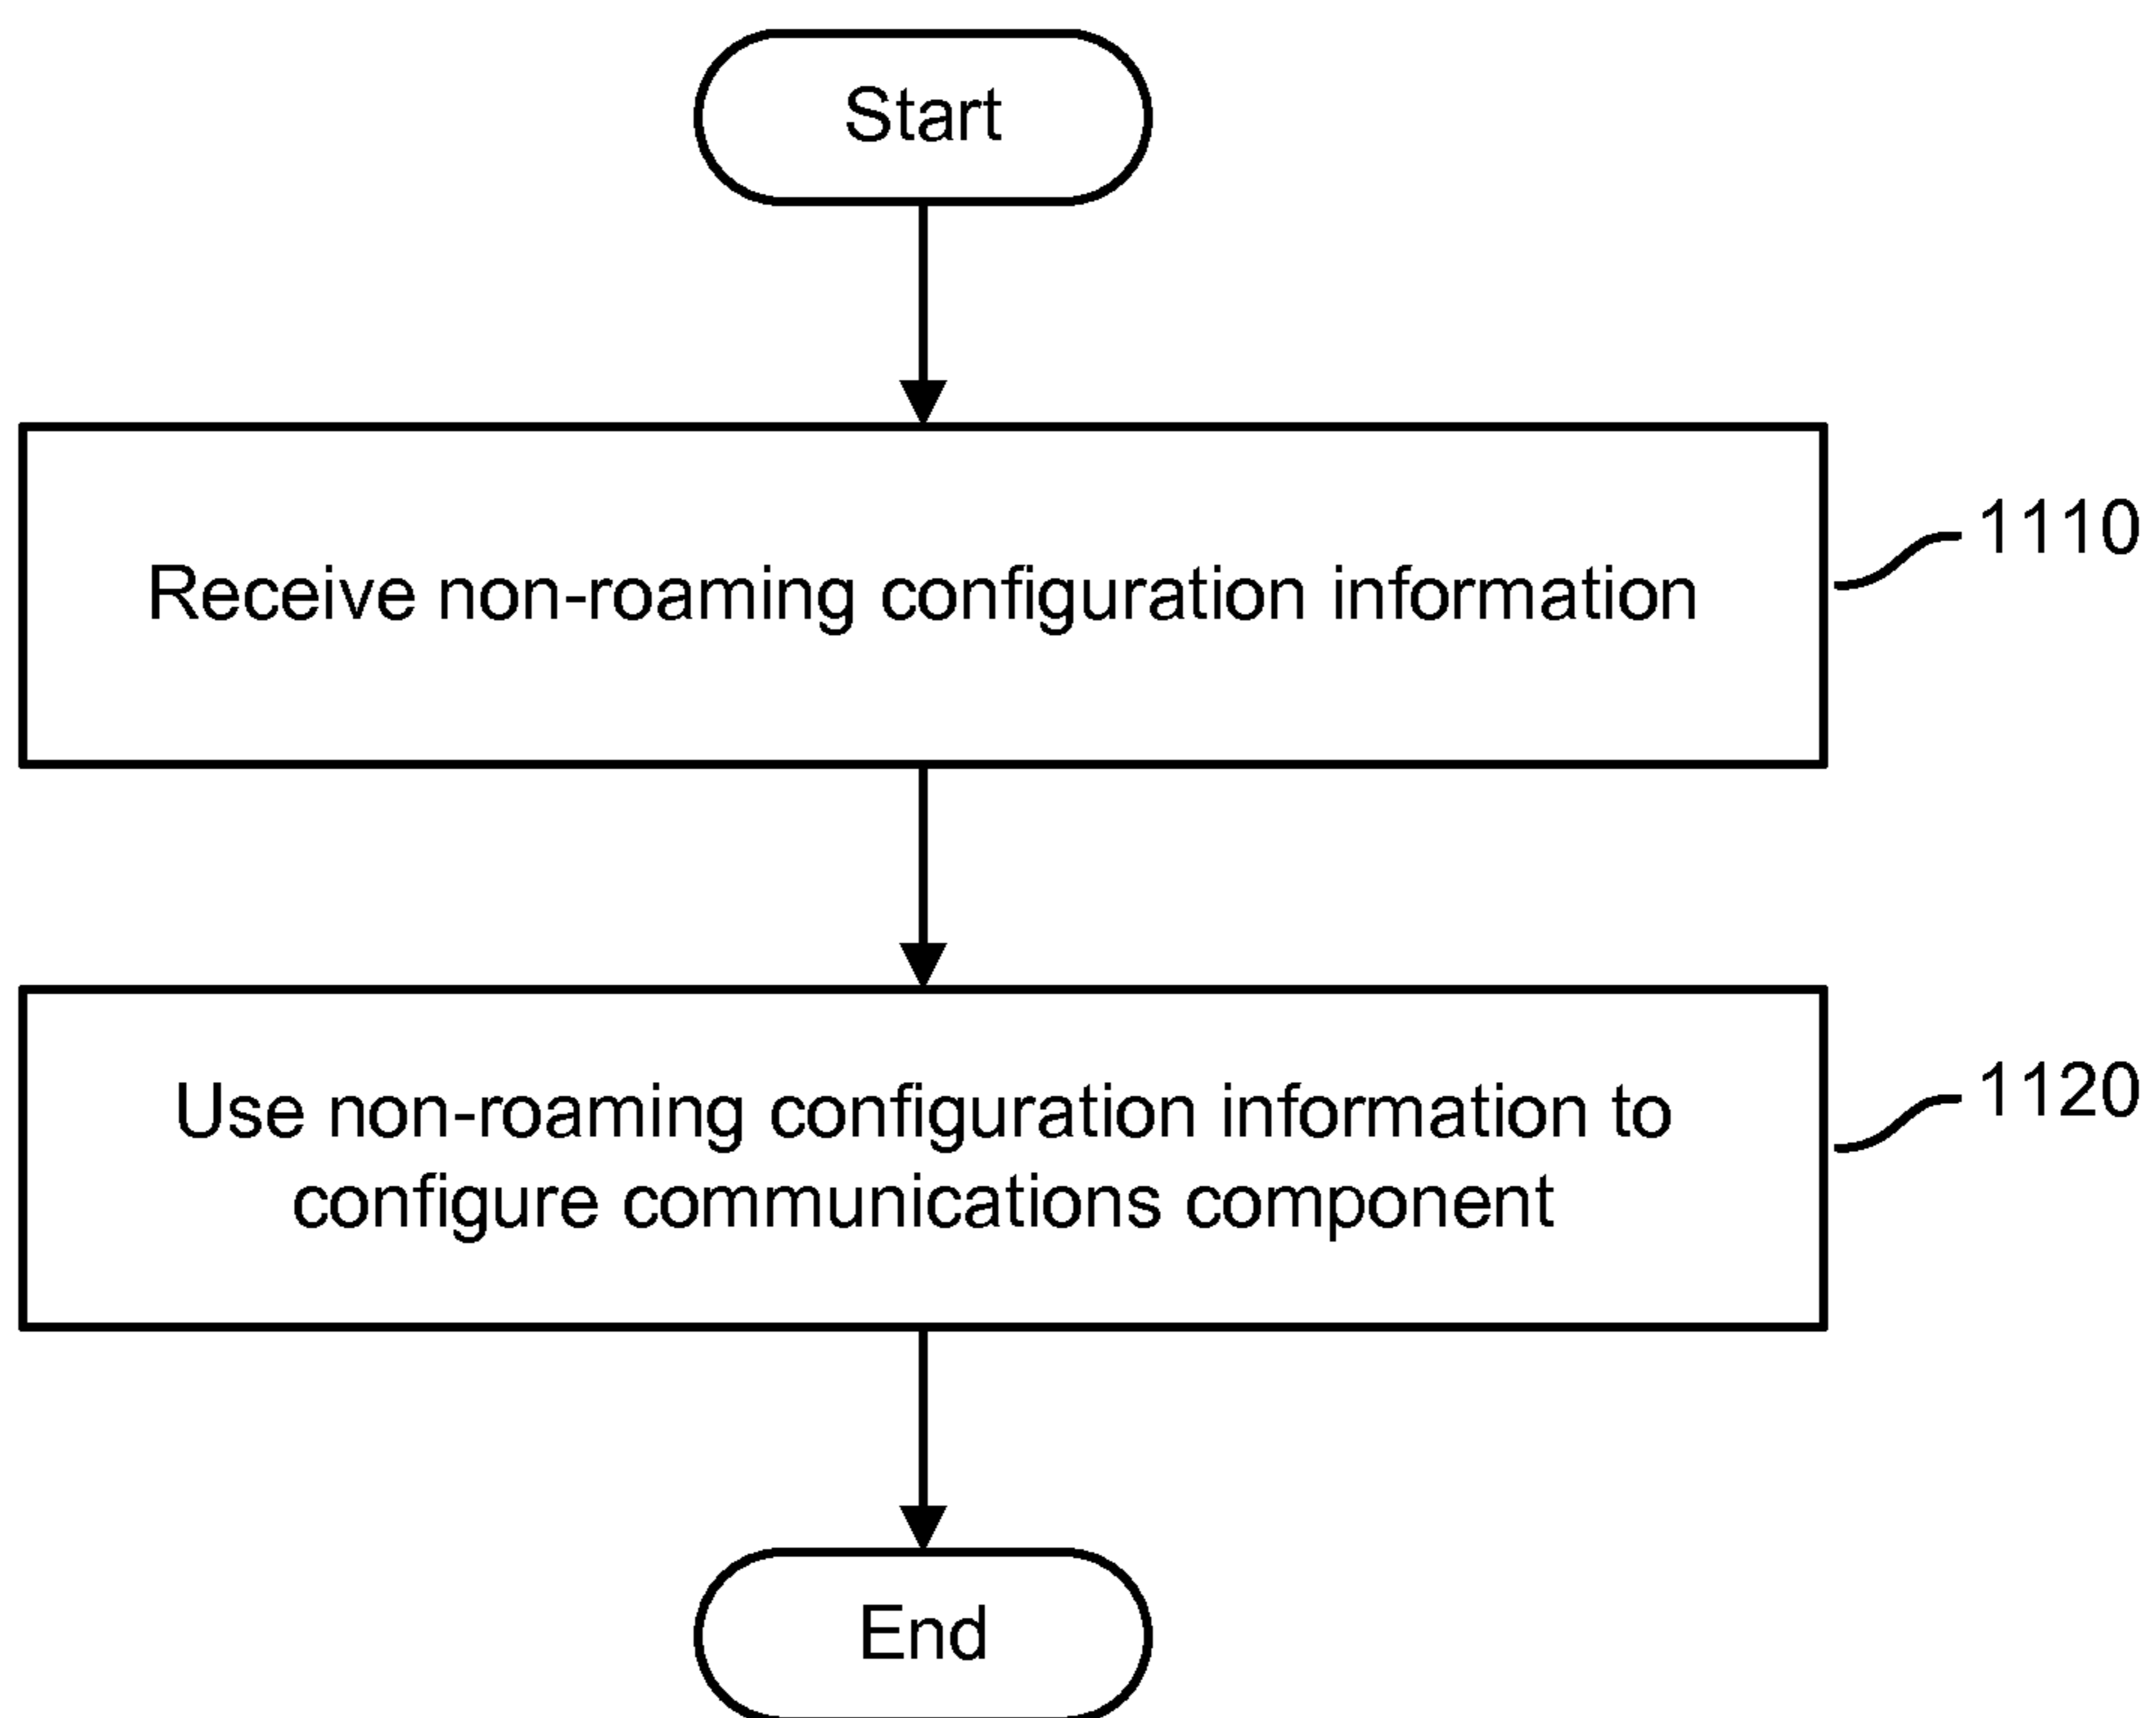 Start
Receive non-roaming configuration information
1110
Use non-roaming configuration information to
configure communications component
1120
End